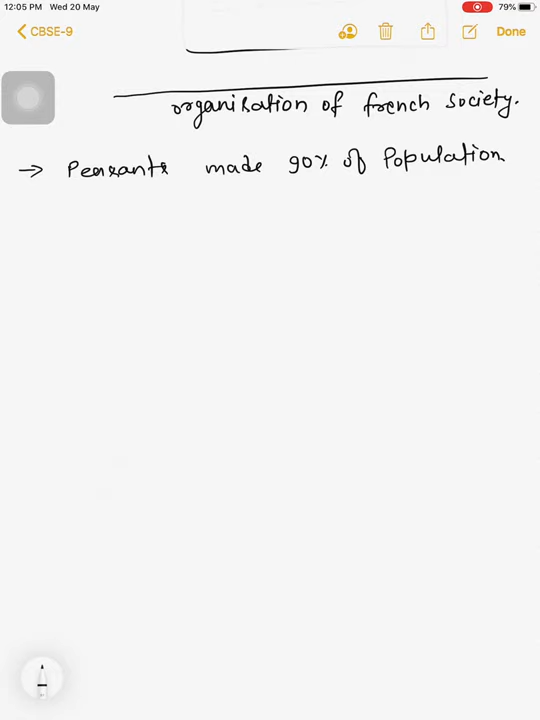 12:05 PM Wed 20 May
79%
CBSE-9
Done
organisation of french society.
→ Peasants made 90% of Population